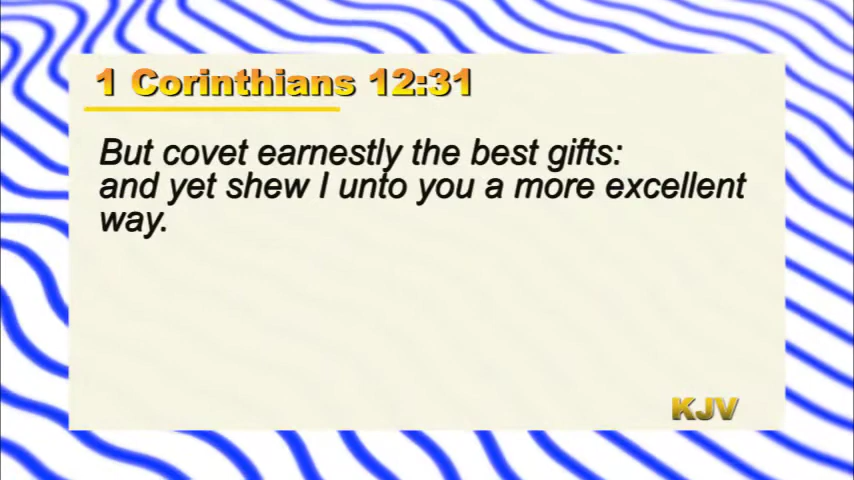 1 Corinthians 12:31
But covet earnestly the best gifts:
and yet shew I unto you a more excellent
way.
KJV